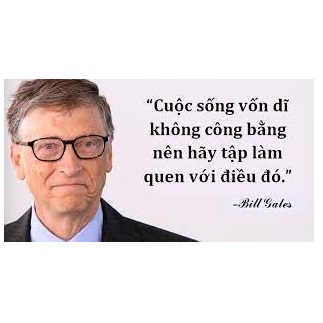 “Cuộc sống vốn dĩ
không công bằng
nên hãy tập làm
quen với điều đó.”
-Bill Gates